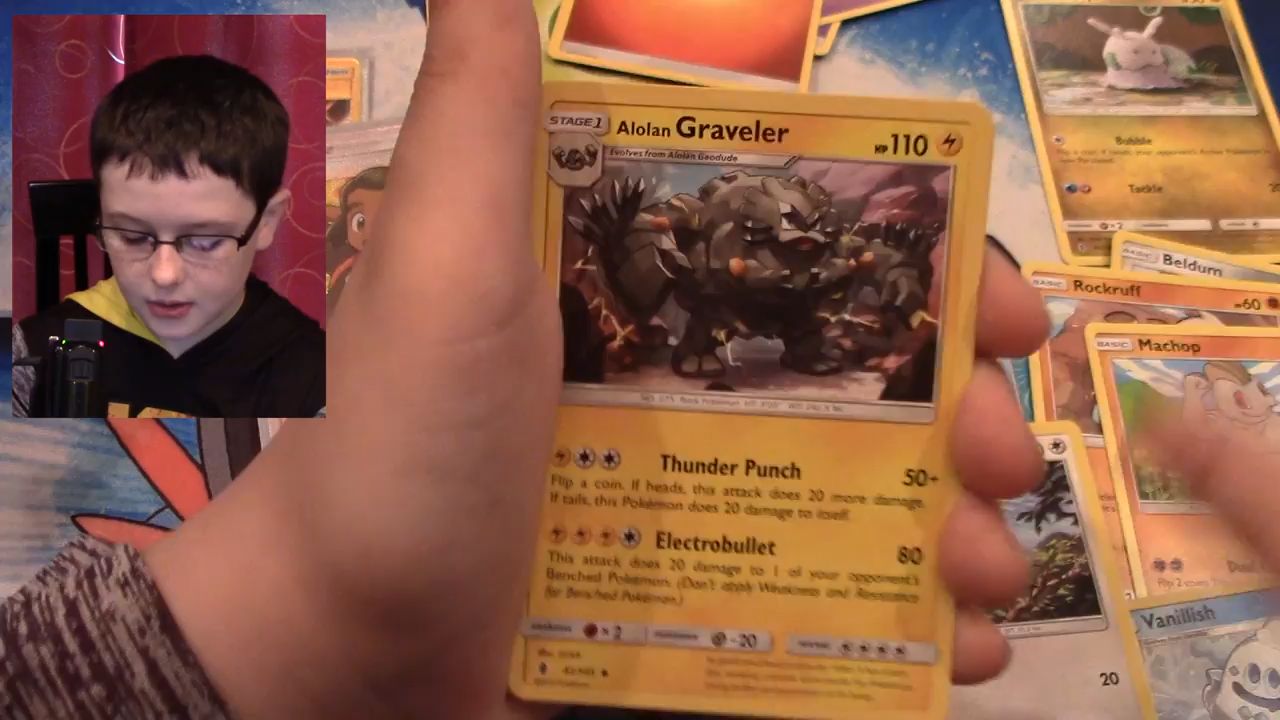 STAGE 1
Alolan Graveler
HP 110
Evolves from Alolan Geodude
Thunder Punch 50+
Flip a coin. If heads, this attack does 20 more damage.
If tails, this Pokémon does 20 damage to itself.
Electrobullet 80
This attack does 20 damage to 1 of your opponent's
Benched Pokémon. (Don't apply Weakness and Resistance
for Benched Pokémon.)
×2
-20
Bubble
Tackle
BASIC Beldum
BASIC Rockruff 60
BASIC Machop
20
Vanillish